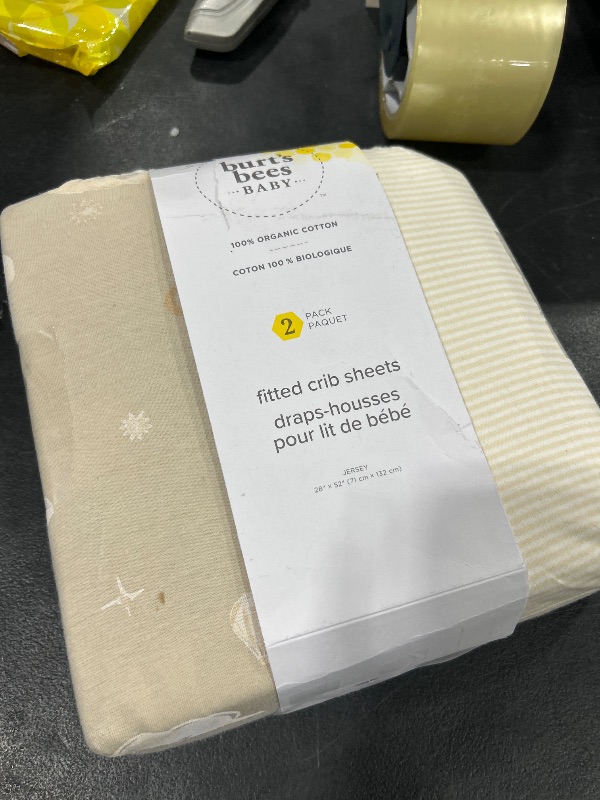 burt's
bees
BABY
100% ORGANIC COTTON
COTON 100 % BIOLOGIQUE
2 PACK
PAQUET
fitted crib sheets
draps-housses
pour lit de bébé
JERSEY
28" x 52" (71 cm x 132 cm)